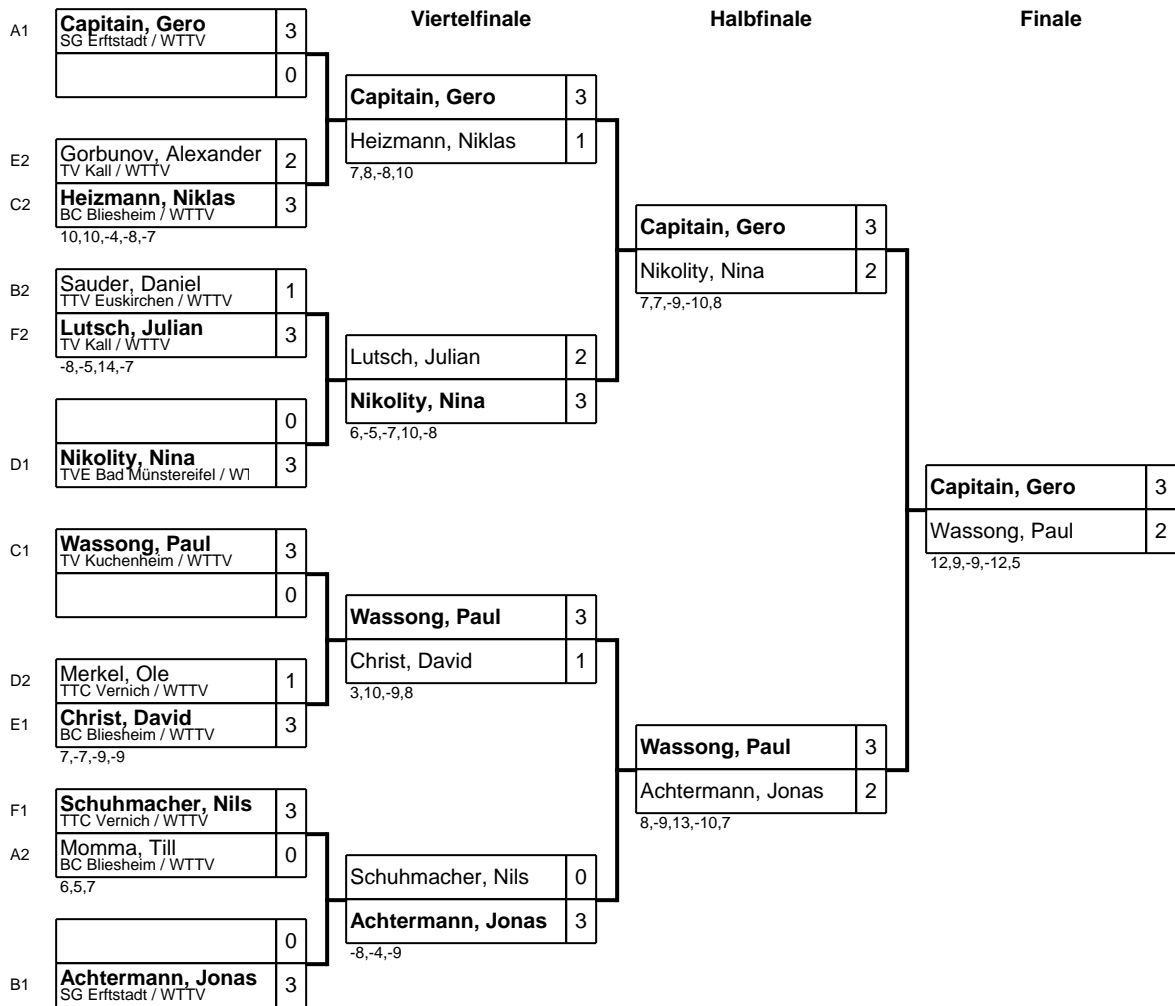 Viertelfinale
Halbfinale
Finale
A1
Capitain, Gero
SG Erftstadt / WTTV
3
0
E2
Gorbunov, Alexander
TV Kall / WTTV
2
C2
Heizmann, Niklas
BC Bliesheim / WTTV
3
10,10,-4,-8,-7
B2
Sauder, Daniel
TTV Euskirchen / WTTV
1
F2
Lutsch, Julian
TV Kall / WTTV
3
-8,-5,14,-7
0
D1
Nikolity, Nina
TVE Bad Münstereifel / WT
3
C1
Wassong, Paul
TV Kuchenheim / WTTV
3
0
D2
Merkel, Ole
TTC Vernich / WTTV
1
E1
Christ, David
BC Bliesheim / WTTV
3
7,-7,-9,-9
F1
Schuhmacher, Nils
TTC Vernich / WTTV
3
A2
Momma, Till
BC Bliesheim / WTTV
0
6,5,7
0
B1
Achtermann, Jonas
SG Erftstadt / WTTV
3
Capitain, Gero
3
Heizmann, Niklas
1
7,8,-8,10
Lutsch, Julian
2
Nikolity, Nina
3
6,-5,-7,10,-8
Wassong, Paul
3
Christ, David
1
3,10,-9,8
Schuhmacher, Nils
0
Achtermann, Jonas
3
-8,-4,-9
Capitain, Gero
3
Nikolity, Nina
2
7,7,-9,-10,8
Wassong, Paul
3
Achtermann, Jonas
2
8,-9,13,-10,7
Capitain, Gero
3
Wassong, Paul
2
12,9,-9,-12,5